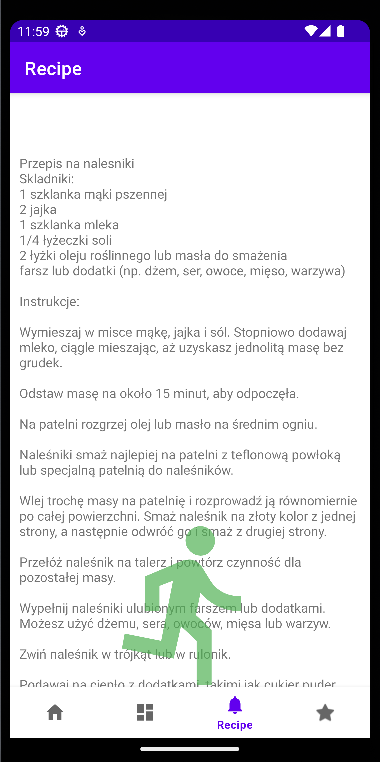 11:59
Recipe
Przepis na nalesniki
Skladniki:
1 szklanka mąki pszennej
2 jajka
1 szklanka mleka
1/4 łyżeczki soli
2 łyżki oleju roślinnego lub masła do smażenia
farsz lub dodatki (np. dżem, ser, owoce, mięso, warzywa)
Instrukcje:
Wymieszaj w misce mąkę, jajka i sól. Stopniowo dodawaj
mleko, ciągle mieszając, aż uzyskasz jednolitą masę bez
grudek.
Odstaw masę na około 15 minut, aby odpoczęła.
Na patelni rozgrzej olej lub masło na średnim ogniu.
Naleśniki smaż najlepiej na patelni z teflonową powłoką
lub specjalną patelnią do naleśników.
Wlej trochę masy na patelnię i rozprowadź ją równomiernie
po całej powierzchni. Smaż naleśnik na złoty kolor z jednej
strony, a następnie odwróć go i smaż z drugiej strony.
Przełóż naleśnik na talerz i powtórz czynność dla
pozostałej masy.
Wypełnij naleśniki ulubionym farszem lub dodatkami.
Możesz użyć dżemu, sera, owoców, mięsa lub warzyw.
Zwiń naleśnik w trójkąt lub w rulonik.
Podawaj na ciepło z dodatkami, takimi jak cukier puder
Recipe